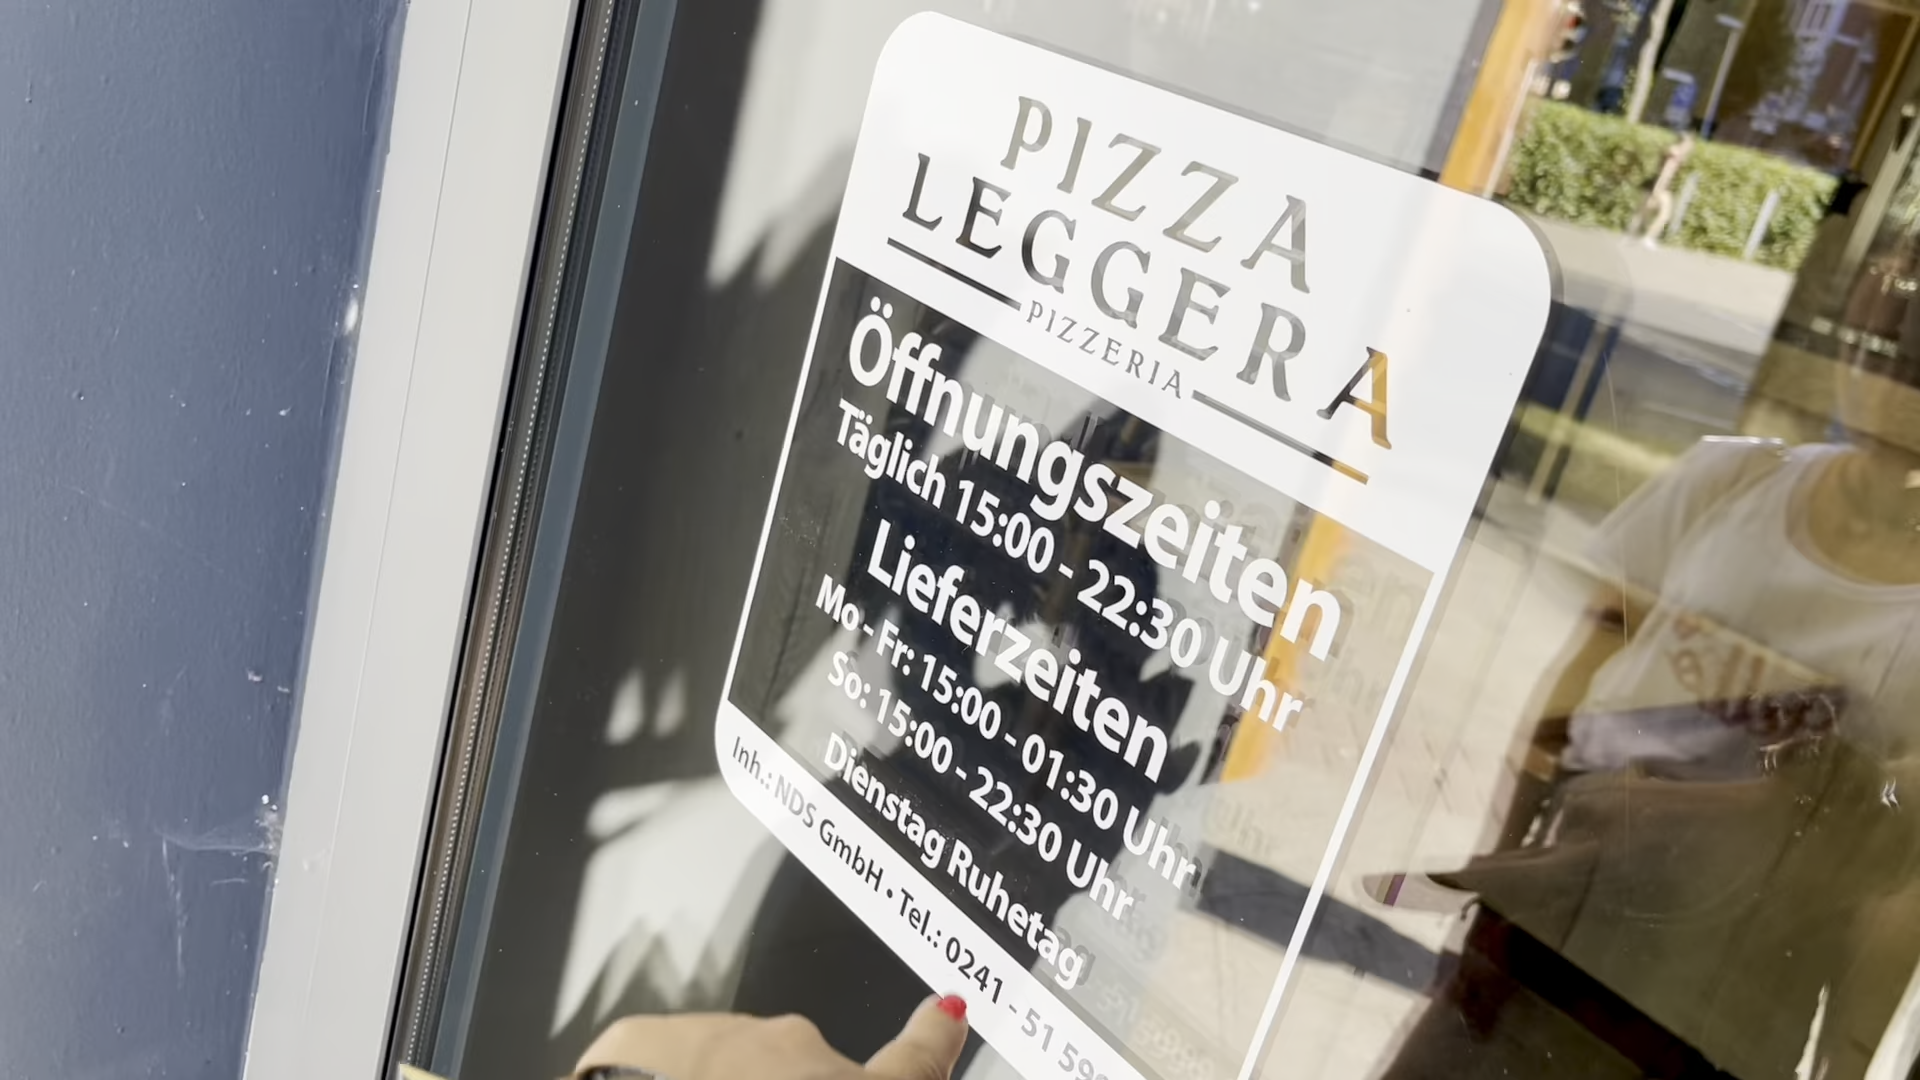 PIZZA
LEGGERA
PIZZERIA
Öffnungszeiten
Täglich 15:00 - 22:30 Uhr
Lieferzeiten
Mo - Fr: 15:00 - 01:30 Uhr
So: 15:00 - 22:30 Uhr
Dienstag Ruhetag
Inh.: NDS GmbH • Tel.: 0241 - 51 59